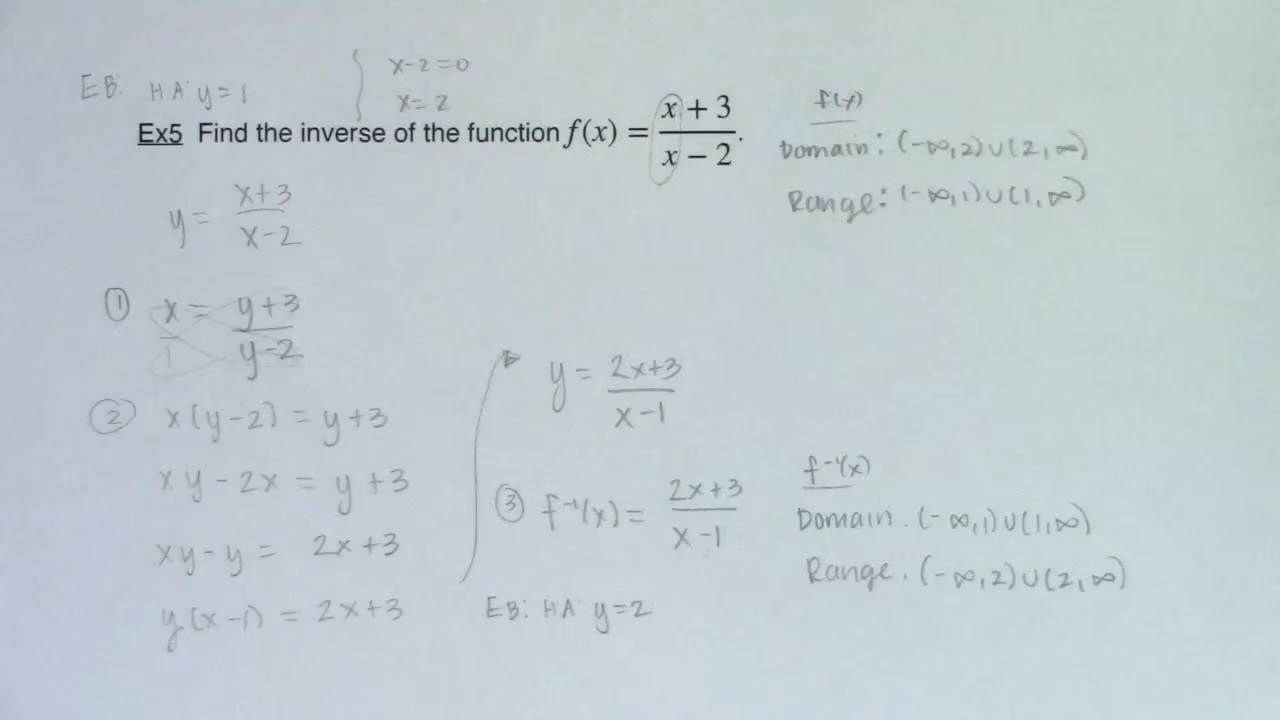 EB: HA: y=1
x-2=0
x=2
Ex5 Find the inverse of the function f(x) = (x + 3)/(x − 2).
f(x)
Domain: (-∞,2)∪(2,∞)
Range: (-∞,1)∪(1,∞)
y = (x+3)/(x-2)
① x/1 = (y+3)/(y-2)
② x(y-2) = y+3
xy-2x = y+3
xy-y = 2x+3
y(x-1) = 2x+3
y = (2x+3)/(x-1)
③ f⁻¹(x) = (2x+3)/(x-1)
EB: HA: y=2
f⁻¹(x)
Domain: (-∞,1)∪(1,∞)
Range: (-∞,2)∪(2,∞)